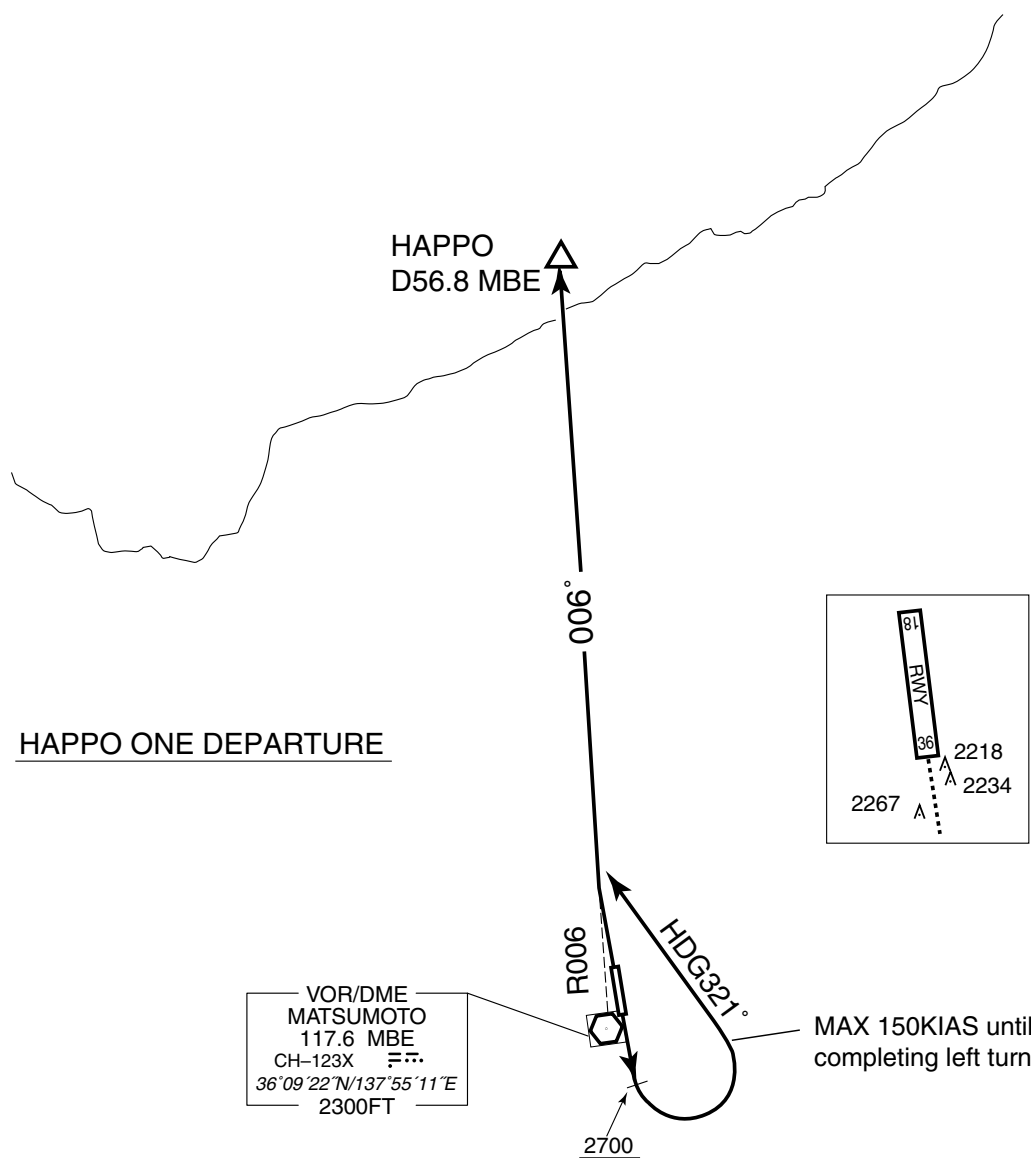 HAPPO
D56.8 MBE
006°
18
RWY
36
2218
2234
2267
HAPPO ONE DEPARTURE
R006
HDG321°
VOR/DME
MATSUMOTO
117.6 MBE
CH–123X
36°09´22˝N/137°55´11˝E
2300FT
MAX 150KIAS until
completing left turn
2700